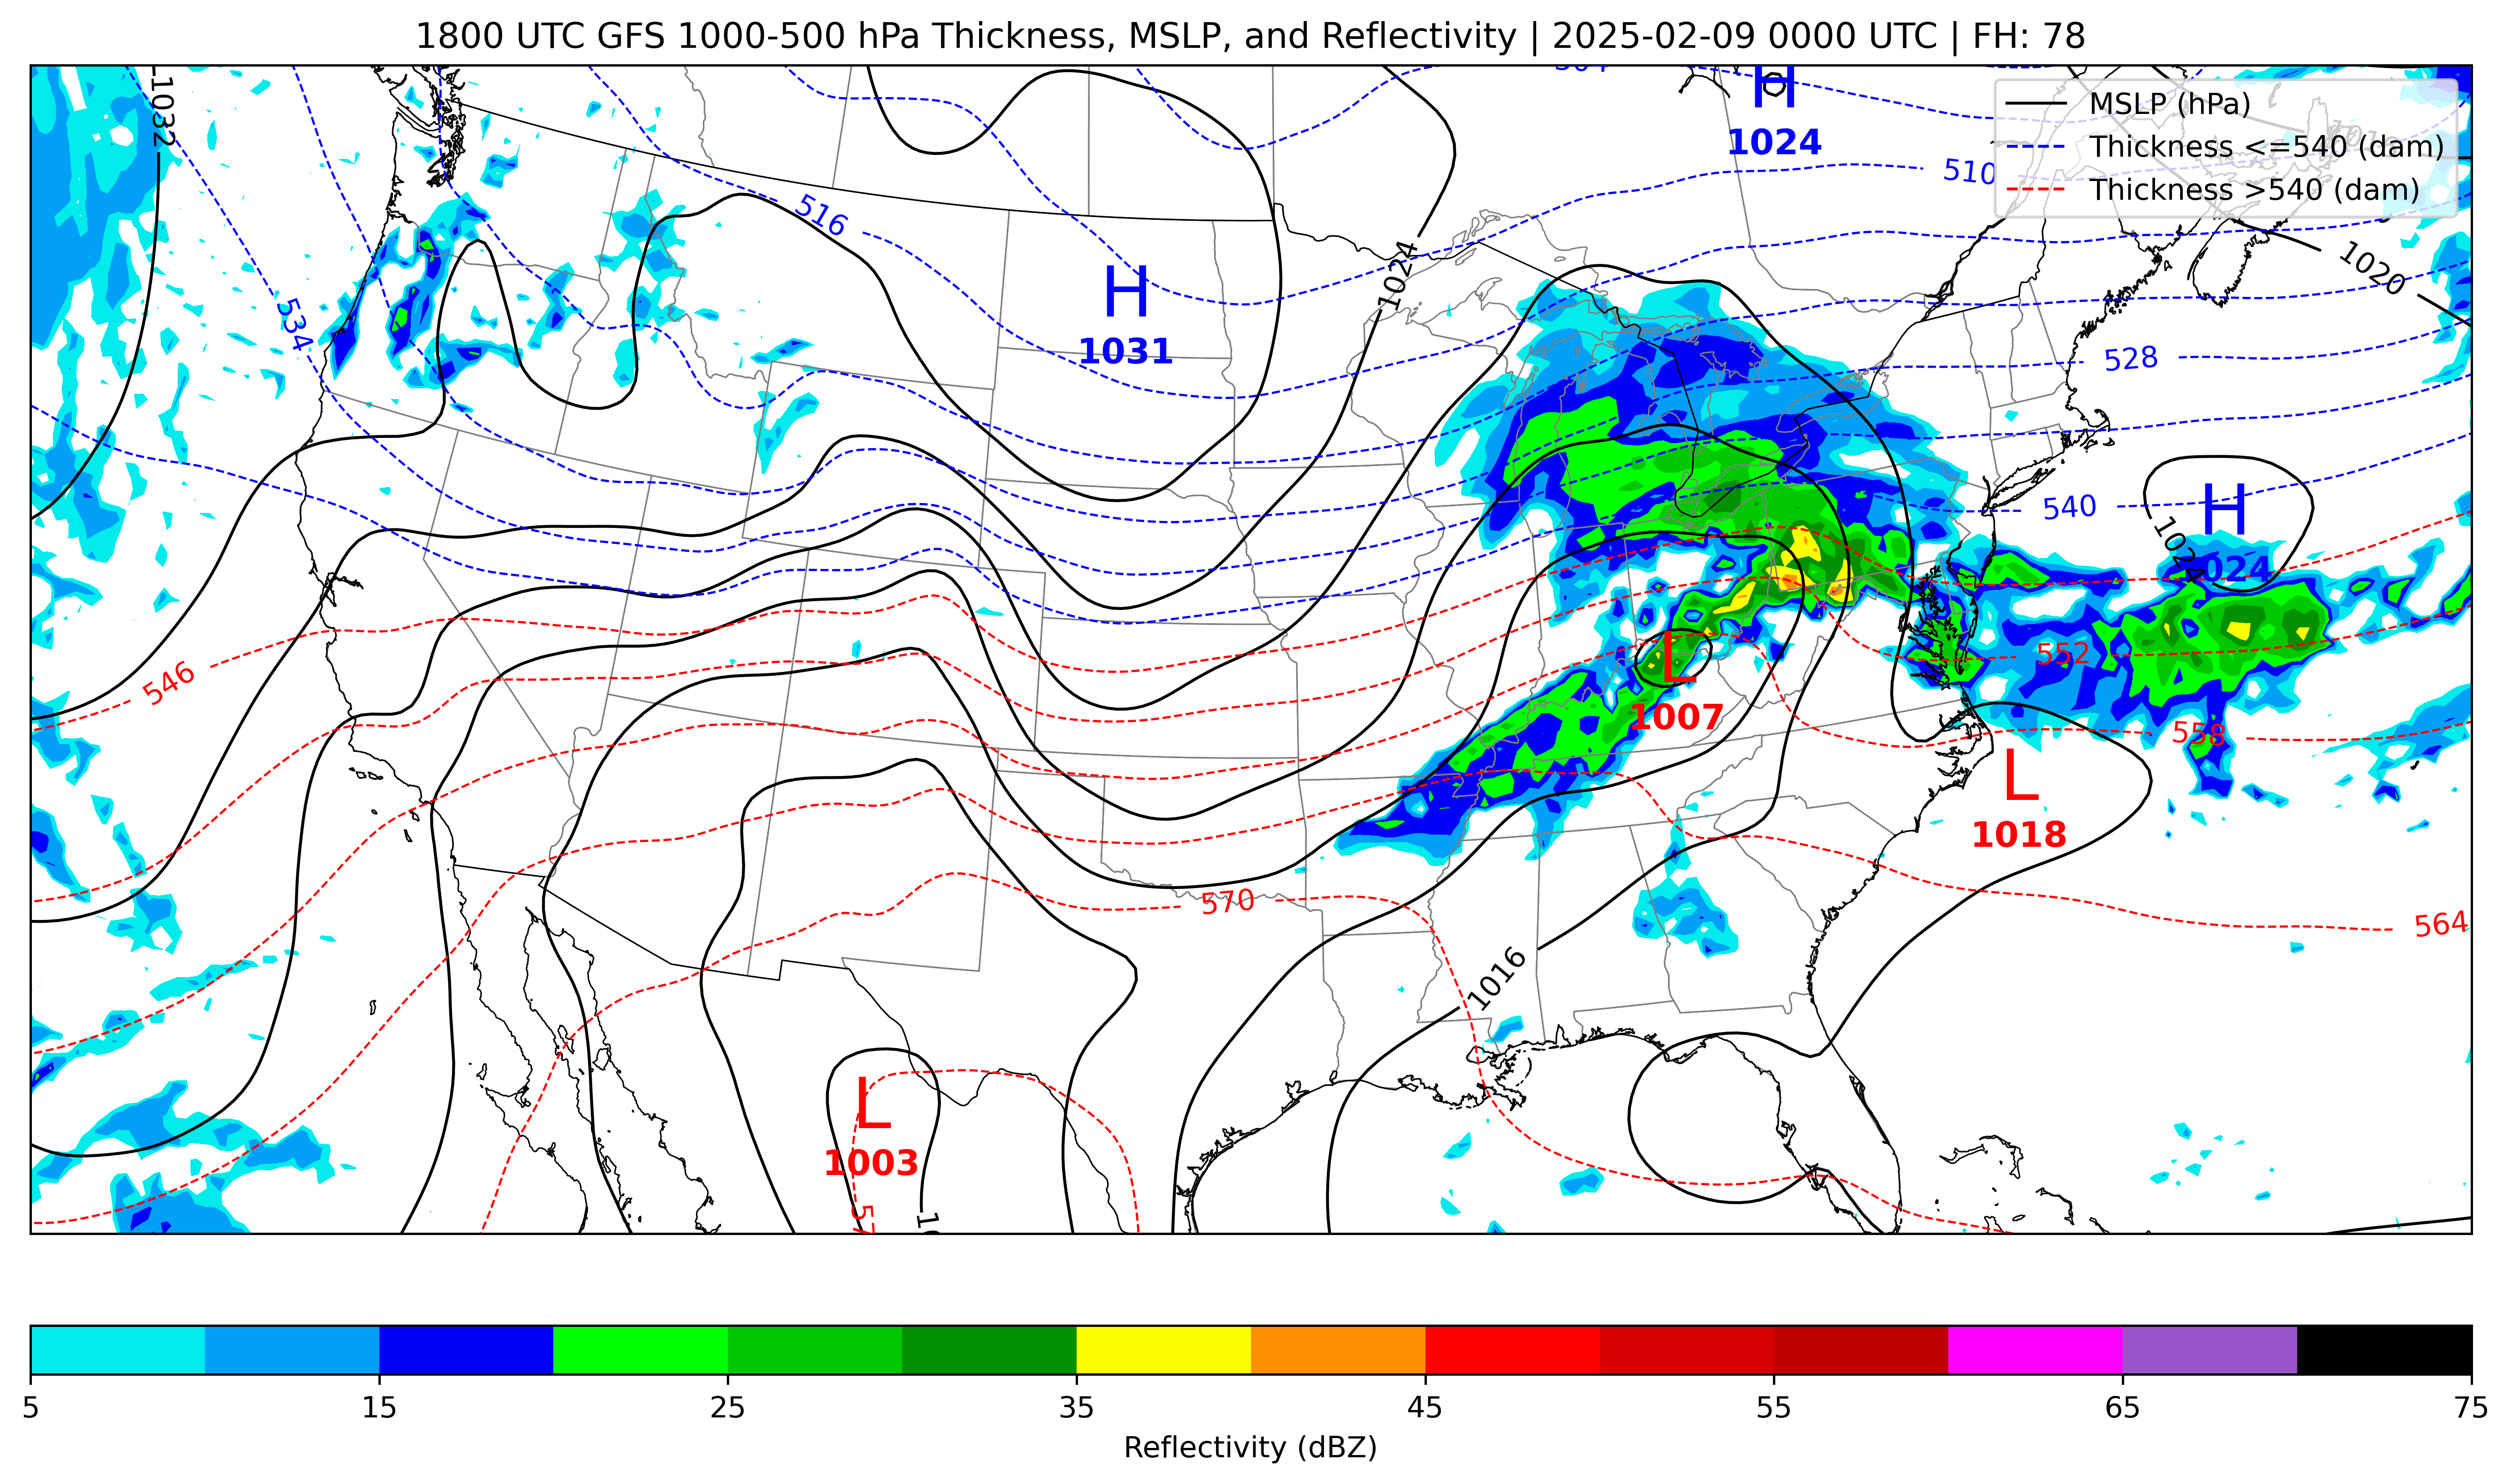 1800 UTC GFS 1000-500 hPa Thickness, MSLP, and Reflectivity | 2025-02-09 0000 UTC | FH: 78
1032
H
1024
MSLP (hPa)
Thickness <=540 (dam)
Thickness >540 (dam)
510
516
1020
1024
H
1031
534
528
540
H
1024
1024
546
552
L
1007
558
L
1018
570
564
1016
L
1003
5 15 25 35 45 55 65 75
Reflectivity (dBZ)